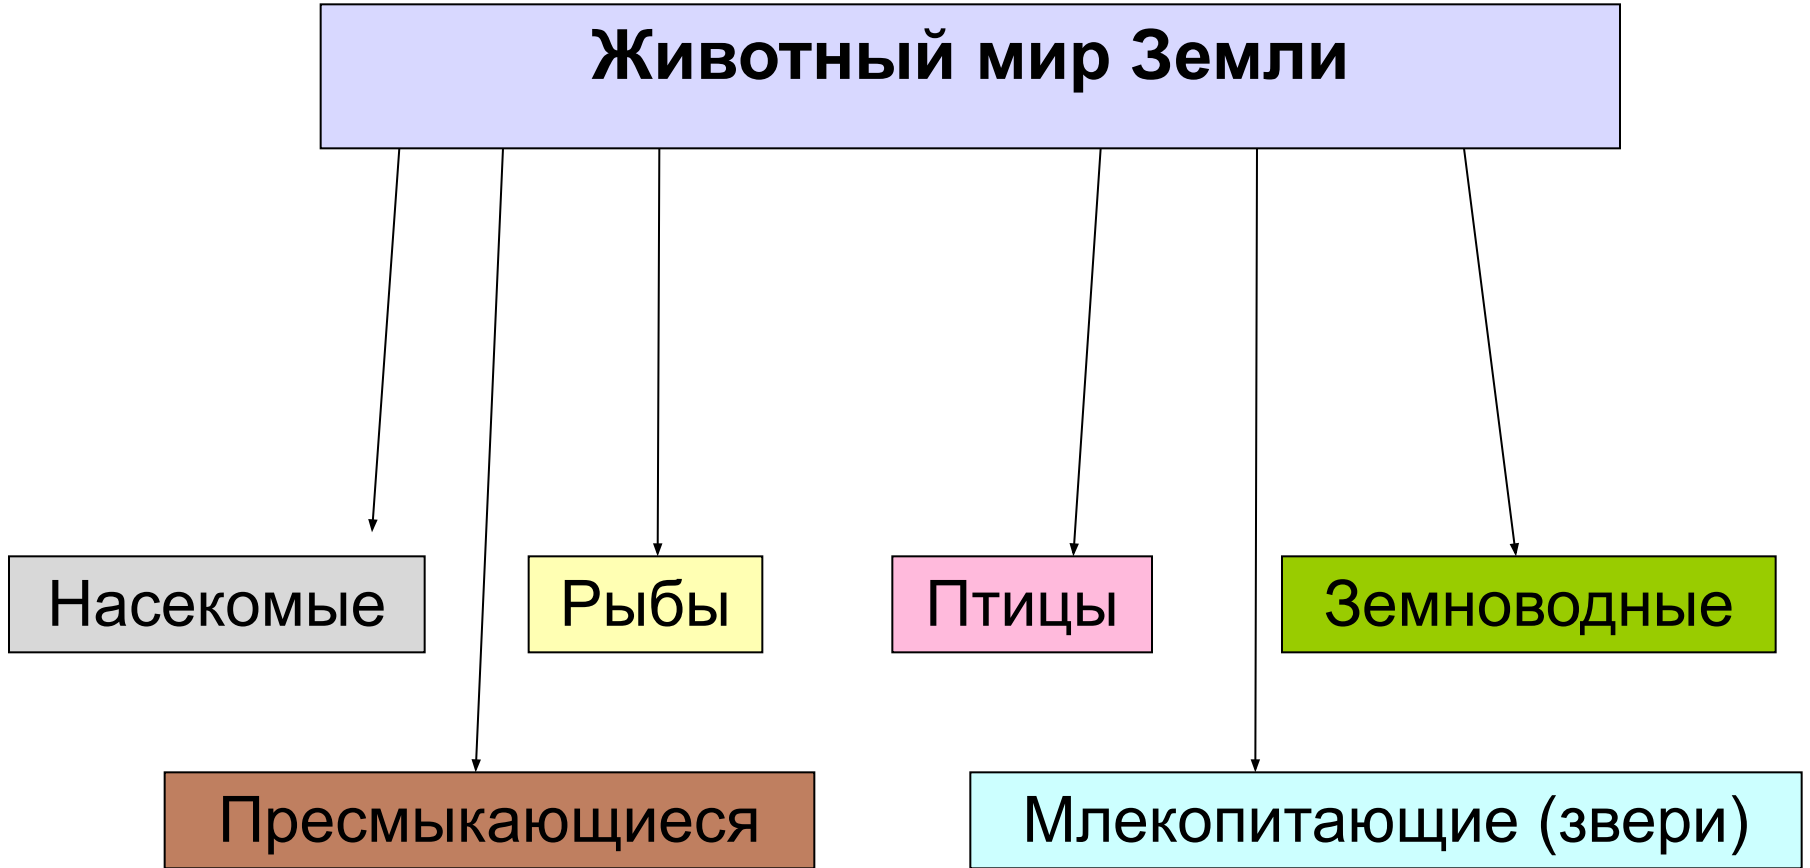 Животный мир Земли
Насекомые
Рыбы
Птицы
Земноводные
Пресмыкающиеся
Млекопитающие (звери)